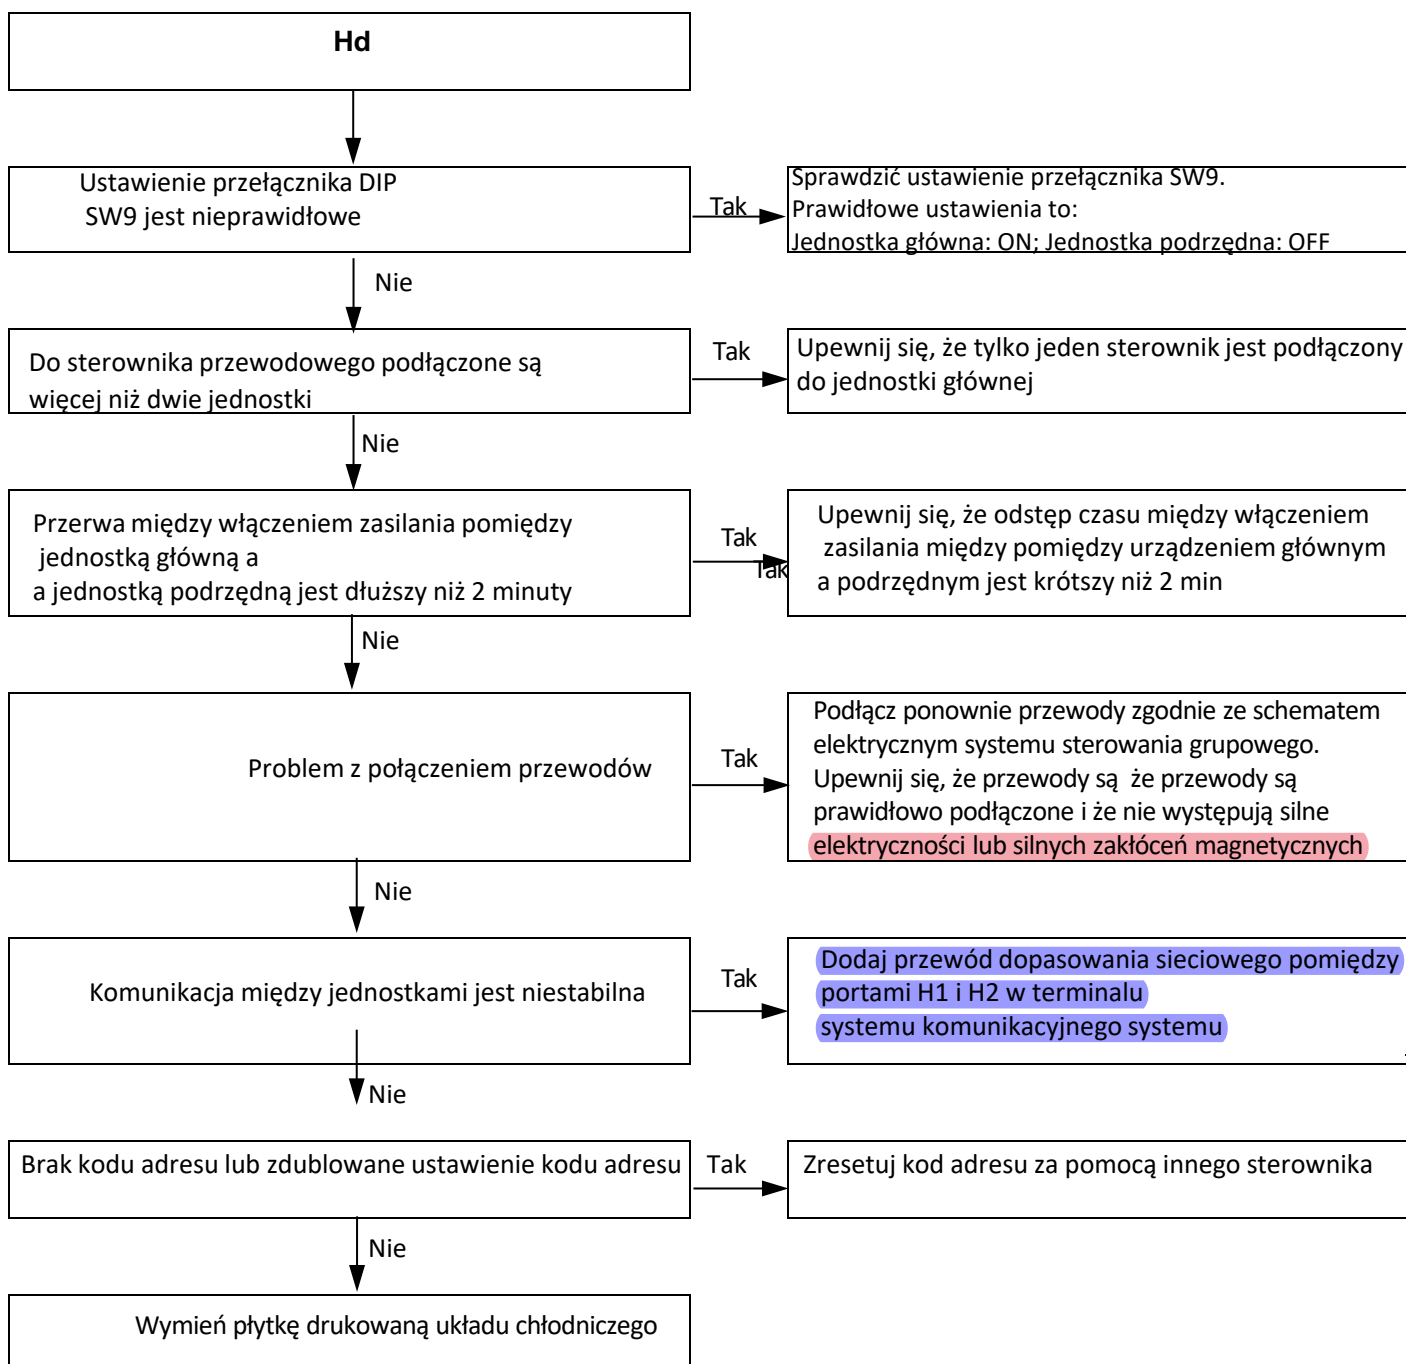 Hd
Ustawienie przełącznika DIP
SW9 jest nieprawidłowe
Tak
Sprawdzić ustawienie przełącznika SW9.
Prawidłowe ustawienia to:
Jednostka główna: ON; Jednostka podrzędna: OFF
Nie
Do sterownika przewodowego podłączone są
więcej niż dwie jednostki
Tak
Upewnij się, że tylko jeden sterownik jest podłączony
do jednostki głównej
Nie
Przerwa między włączeniem zasilania pomiędzy
jednostką główną a
a jednostką podrzędną jest dłuższy niż 2 minuty
Tak
Tak
Upewnij się, że odstęp czasu między włączeniem
zasilania między pomiędzy urządzeniem głównym
a podrzędnym jest krótszy niż 2 min
Nie
Problem z połączeniem przewodów
Tak
Podłącz ponownie przewody zgodnie ze schematem
elektrycznym systemu sterowania grupowego.
Upewnij się, że przewody są że przewody są
prawidłowo podłączone i że nie występują silne
elektryczności lub silnych zakłóceń magnetycznych
Nie
Komunikacja między jednostkami jest niestabilna
Tak
Dodaj przewód dopasowania sieciowego pomiędzy
portami H1 i H2 w terminalu
systemu komunikacyjnego systemu
Nie
Brak kodu adresu lub zdublowane ustawienie kodu adresu
Tak
Zresetuj kod adresu za pomocą innego sterownika
Nie
Wymień płytkę drukowaną układu chłodniczego